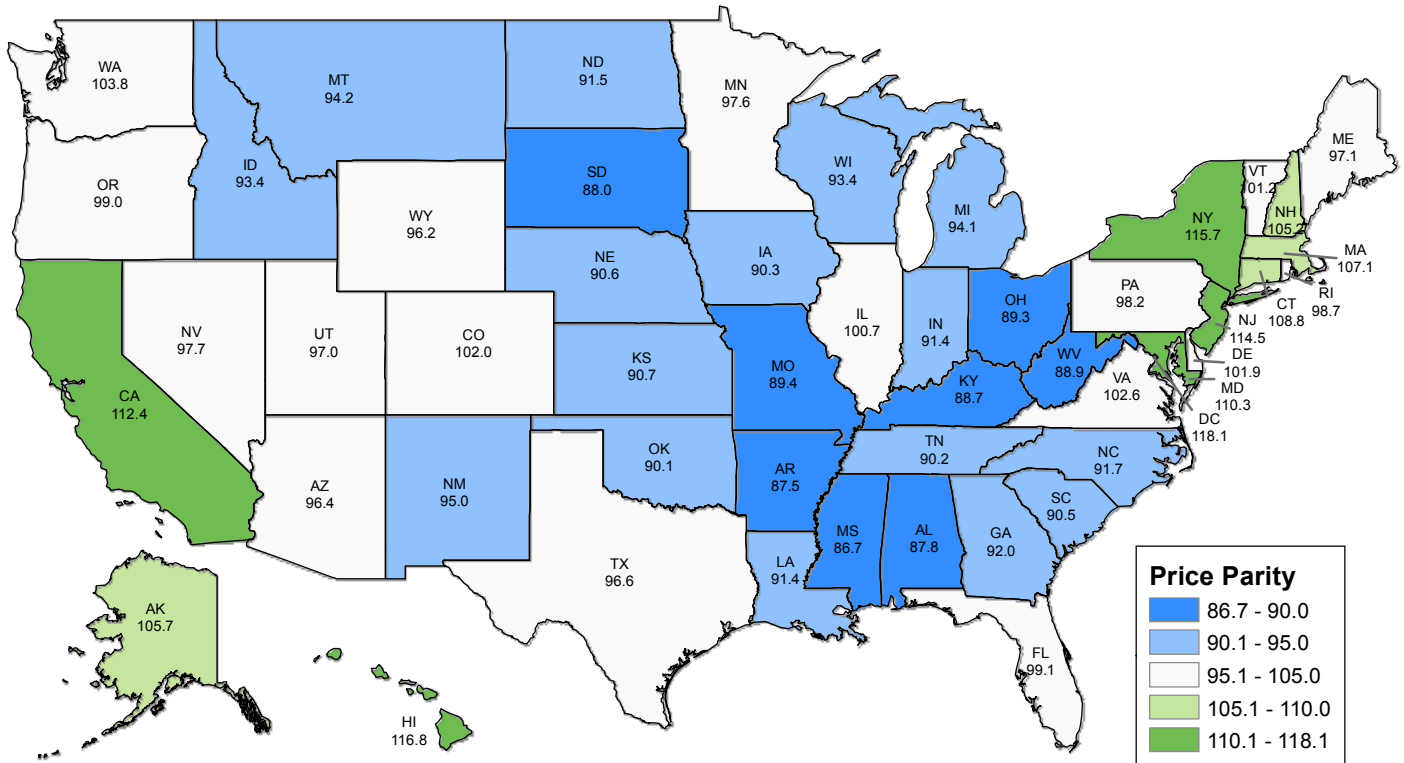 WA
103.8
MT
94.2
ND
91.5
MN
97.6
ME
97.1
ID
93.4
OR
99.0
SD
88.0
WI
93.4
VT
101.2
WY
96.2
MI
94.1
NY
115.7
NH
105.2
MA
107.1
NE
90.6
IA
90.3
PA
98.2
RI
98.7
CT
108.8
NV
97.7
UT
97.0
CO
102.0
IL
100.7
IN
91.4
OH
89.3
NJ
114.5
KS
90.7
MO
89.4
WV
88.9
DE
101.9
CA
112.4
KY
88.7
VA
102.6
MD
110.3
DC
118.1
OK
90.1
TN
90.2
NC
91.7
AZ
96.4
NM
95.0
AR
87.5
SC
90.5
MS
86.7
AL
87.8
GA
92.0
TX
96.6
LA
91.4
AK
105.7
FL
99.1
HI
116.8
Price Parity
86.7 - 90.0
90.1 - 95.0
95.1 - 105.0
105.1 - 110.0
110.1 - 118.1